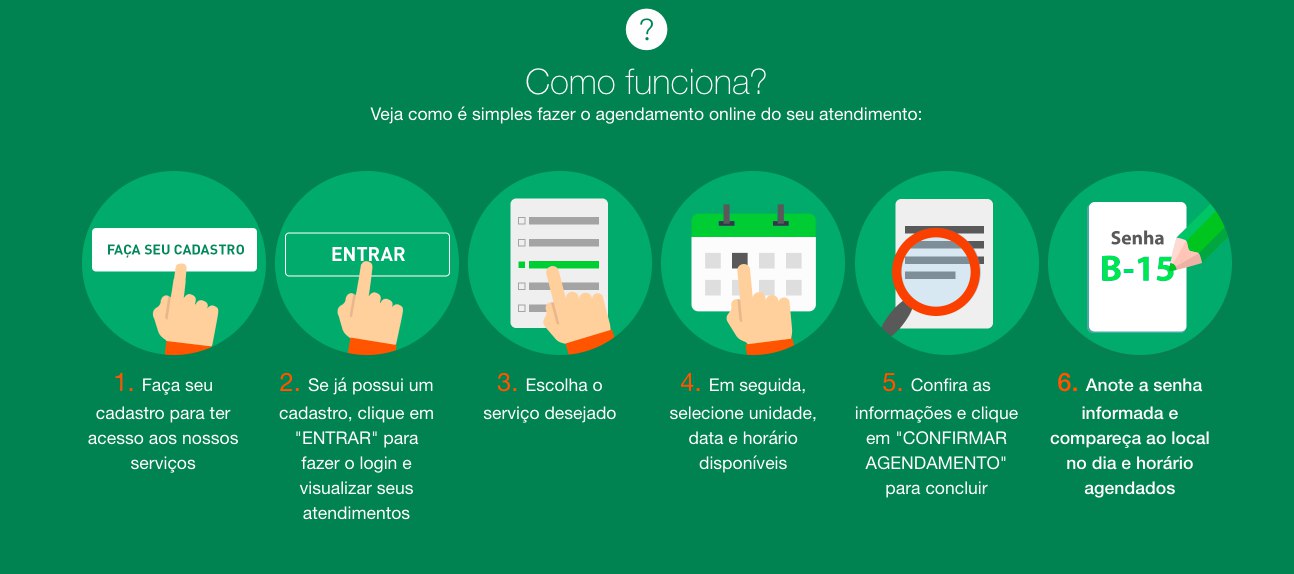 ?
Como funciona?
Veja como é simples fazer o agendamento online do seu atendimento:
FAÇA SEU CADASTRO
1. Faça seu
cadastro para ter
acesso aos nossos
serviços
ENTRAR
2. Se já possui um
cadastro, clique em
"ENTRAR" para
fazer o login e
visualizar seus
atendimentos
3. Escolha o
serviço desejado
4. Em seguida,
selecione unidade,
data e horário
disponíveis
5. Confira as
informações e clique
em "CONFIRMAR
AGENDAMENTO"
para concluir
Senha
B-15
6. Anote a senha
informada e
compareça ao local
no dia e horário
agendados